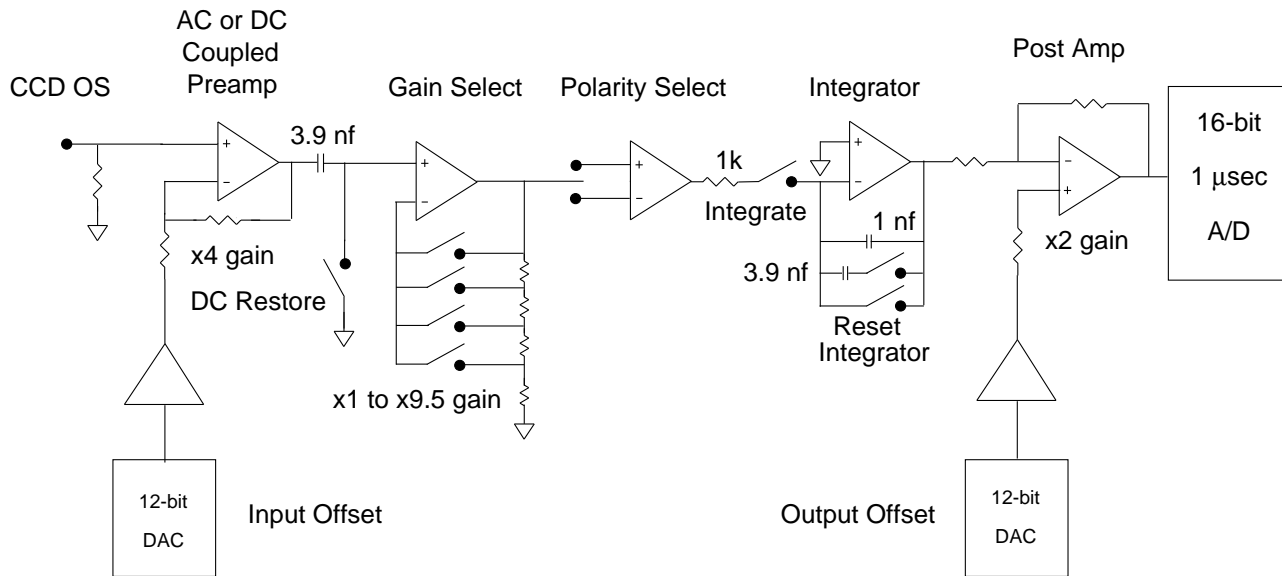 AC or DC
Coupled
Preamp
CCD OS
Gain Select
Polarity Select
Integrator
Post Amp
+
−
3.9 nf
x4 gain
DC Restore
+
−
x1 to x9.5 gain
+
−
1k
Integrate
+
−
1 nf
3.9 nf
Reset
Integrator
−
+
x2 gain
16-bit
1 μsec
A/D
12-bit
DAC
Input Offset
Output Offset
12-bit
DAC